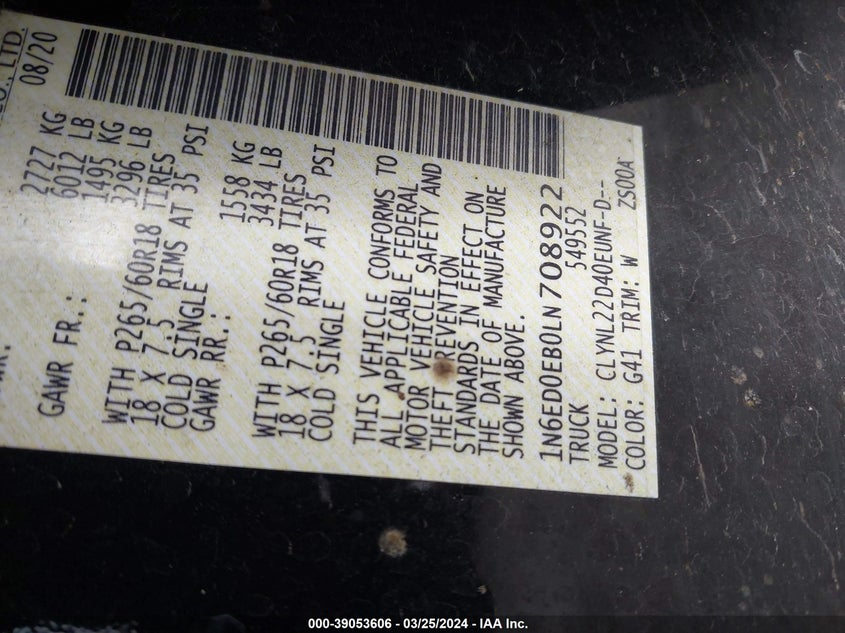 CO., LTD.
08/20
2727 KG
6012 LB
GAWR FR.: 1495 KG
3296 LB
WITH P265/60R18 TIRES
18 X 7.5 RIMS AT 35 PSI
COLD SINGLE
GAWR RR.: 1558 KG
3434 LB
WITH P265/60R18 TIRES
18 X 7.5 RIMS AT 35 PSI
COLD SINGLE
THIS VEHICLE CONFORMS TO
ALL APPLICABLE FEDERAL
MOTOR VEHICLE SAFETY AND
THEFT PREVENTION
STANDARDS IN EFFECT ON
THE DATE OF MANUFACTURE
SHOWN ABOVE.
1N6ED0EB0LN708922
TRUCK 549552
MODEL: CLYNL22D40EUNF-D--
COLOR: G41 TRIM: W ZS00A
000-39053606 - 03/25/2024 - IAA Inc.